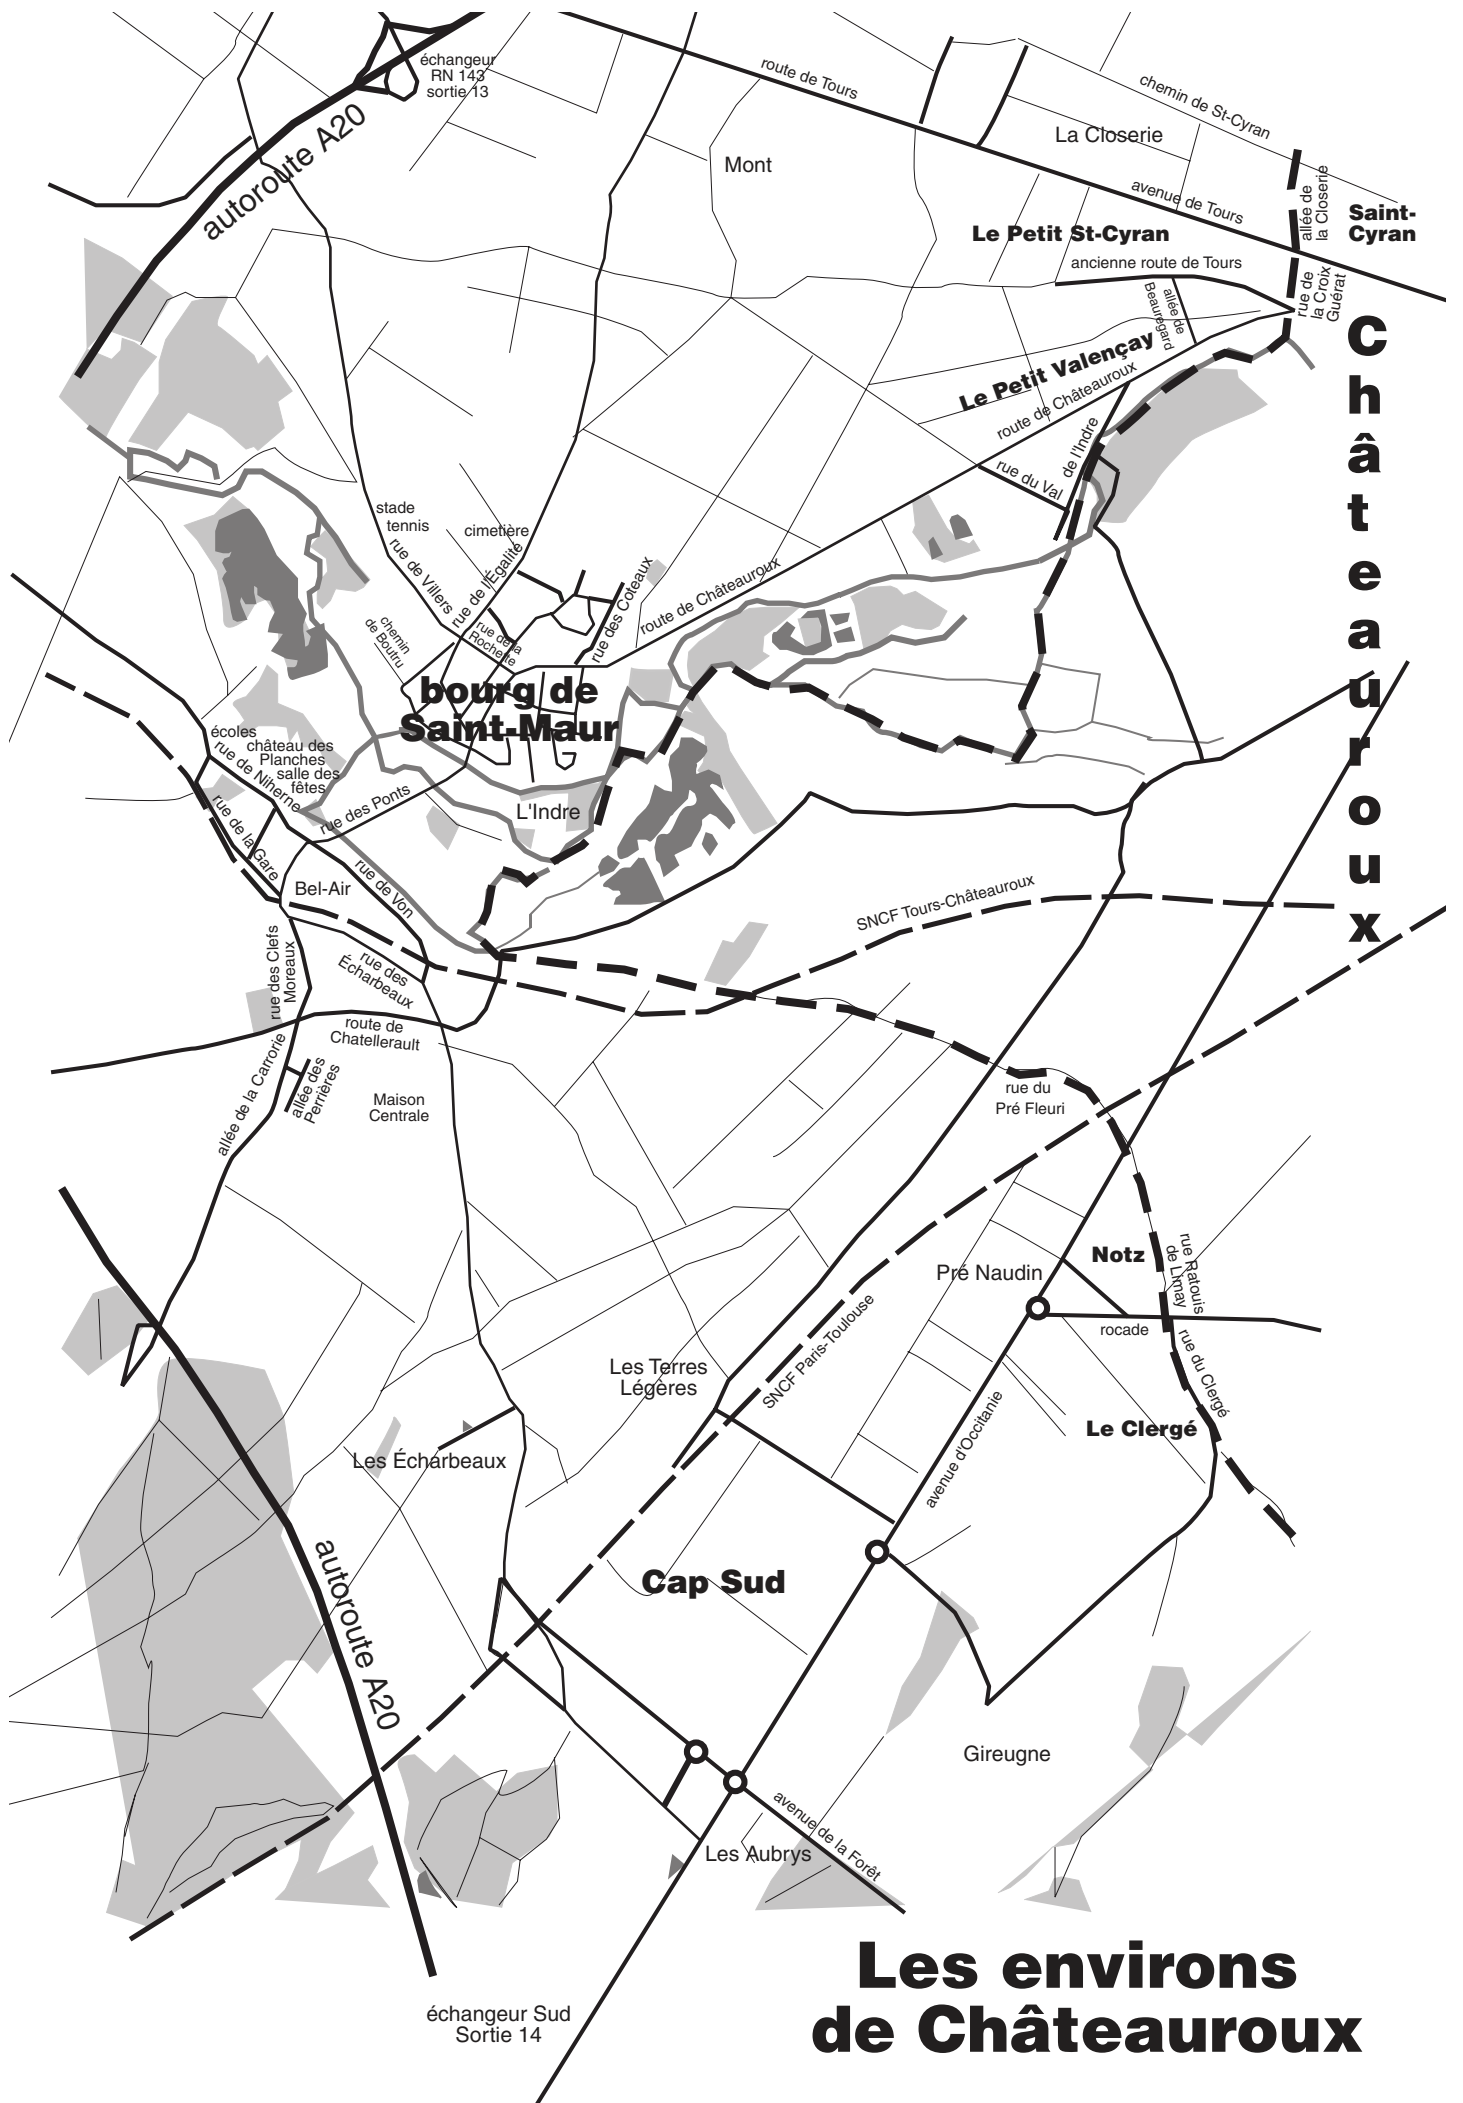 échangeur
RN 143
sortie 13
route de Tours
chemin de St-Cyran
La Closerie
autoroute A20
Mont
allée de
la Closerie
avenue de Tours
Saint-
Cyran
Le Petit St-Cyran
ancienne route de Tours
rue de
la Croix
Guérat
allée de
Beauregard
Châteauroux
Le Petit Valençay
route de Châteauroux
rue du Val
de l'Indre
stade
tennis
cimetière
rue de Villers
rue de l'Égalité
rue des Coteaux
route de Châteauroux
chemin
de Boutru
rue de la
Rochette
bourg de
Saint-Maur
écoles
château des
Planches
salle des
fêtes
rue de Niherne
rue de la Gare
rue des Ponts
L'Indre
Bel-Air
rue de Von
SNCF Tours-Châteauroux
rue des Clefs
Moreaux
rue des
Écharbeaux
route de
Chatellerault
allée de la Carrorie
allée des
Perrières
Maison
Centrale
rue du
Pré Fleuri
Notz
rue Ratouis
de Limay
Pré Naudin
rocade
SNCF Paris-Toulouse
rue du Clergé
Les Terres
Légères
avenue d'Occitanie
Le Clergé
Les Écharbeaux
autoroute A20
Cap Sud
Gireugne
avenue de la Forêt
Les Aubrys
Les environs
de Châteauroux
échangeur Sud
Sortie 14